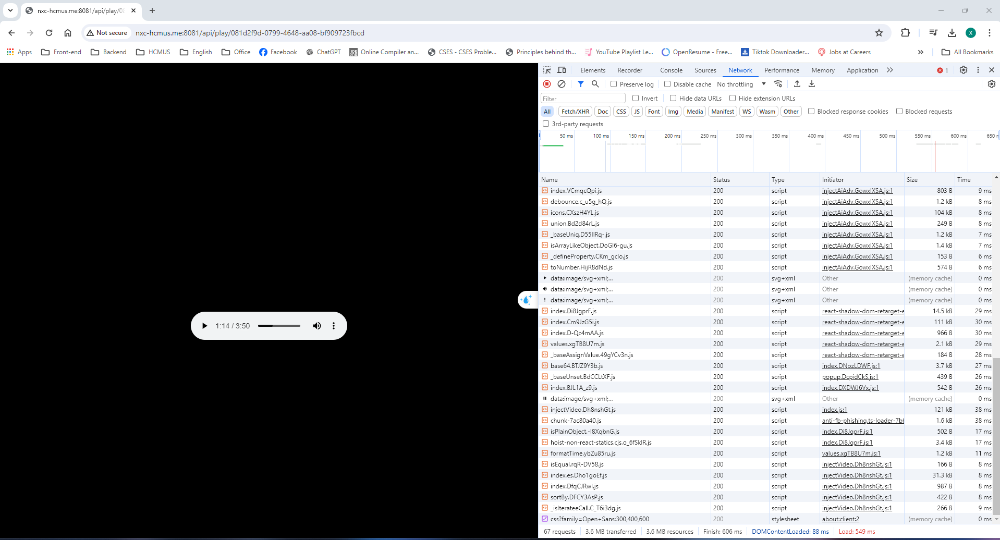 nxc-hcmus.me:8081/api/play/08
Not secure nxc-hcmus.me:8081/api/play/081d2f9d-0799-4648-aa08-bf909723fbcd X
Apps Front-end Backend HCMUS English Office Facebook ChatGPT Online Compiler an... CSES - CSES Proble... Principles behind th... YouTube Playlist Le... OpenResume - Free... Tiktok Downloader... Jobs at Careers All Bookmarks
1:14 / 3:50
Elements Recorder Console Sources Network Performance Memory Application 1
Preserve log Disable cache No throttling
Filter Invert Hide data URLs Hide extension URLs
All Fetch/XHR Doc CSS JS Font Img Media Manifest WS Wasm Other Blocked response cookies Blocked requests
3rd-party requests
50 ms 100 ms 150 ms 200 ms 250 ms 300 ms 350 ms 400 ms 450 ms 500 ms 550 ms 600 ms 650 m
Name Status Type Initiator Size Time
index.VCmqcQpi.js 200 script injectAiAdv.GowxIXSA.js:1 803 B 9 ms
debounce.c_u5g_hQ.js 200 script injectAiAdv.GowxIXSA.js:1 1.2 kB 8 ms
icons.CXszH4YL.js 200 script injectAiAdv.GowxIXSA.js:1 104 kB 8 ms
union.Bd2d84rL.js 200 script injectAiAdv.GowxIXSA.js:1 249 B 8 ms
_baseUniq.D55IIRq-.js 200 script injectAiAdv.GowxIXSA.js:1 1.2 kB 7 ms
isArrayLikeObject.DoGI6-gu.js 200 script injectAiAdv.GowxIXSA.js:1 1.4 kB 7 ms
_defineProperty.CKm_gcIo.js 200 script injectAiAdv.GowxIXSA.js:1 153 B 6 ms
toNumber.HijR8dNd.js 200 script injectAiAdv.GowxIXSA.js:1 574 B 6 ms
data:image/svg+xml;... 200 svg+xml Other (memory cache) 0 ms
data:image/svg+xml;... 200 svg+xml Other (memory cache) 0 ms
data:image/svg+xml;... 200 svg+xml Other (memory cache) 0 ms
index.Di8JgprF.js 200 script react-shadow-dom-retarget-e 14.5 kB 29 ms
index.Cm9JzG5i.js 200 script react-shadow-dom-retarget-e 111 kB 30 ms
index.D-Qc4mAA.js 200 script react-shadow-dom-retarget-e 966 B 30 ms
values.xgTB8U7m.js 200 script react-shadow-dom-retarget-e 2.1 kB 29 ms
_baseAssignValue.49gYCv3n.js 200 script react-shadow-dom-retarget-e 184 B 28 ms
base64.BTJZ9Y3b.js 200 script index.DNozLDWF.js:1 3.7 kB 27 ms
_baseUnset.BdCCLtXF.js 200 script popup.DcpidCkS.js:1 439 B 26 ms
index.BJL1A_z9.js 200 script index.DXDWJ6Vx.js:1 542 B 26 ms
data:image/svg+xml;... 200 svg+xml Other (memory cache) 0 ms
injectVideo.Dh8nshGt.js 200 script index.js:1 121 kB 38 ms
chunk-7ac80a40.js 200 script anti-fb-phishing.ts-loader-7b6 1.6 kB 38 ms
isPlainObject.-I8XqbnG.js 200 script index.Di8JgprF.js:1 502 B 17 ms
hoist-non-react-statics.cjs.o_6fSkIR.js 200 script index.Di8JgprF.js:1 3.4 kB 17 ms
formatTime.ybZu85ru.js 200 script values.xgTB8U7m.js:1 1.2 kB 11 ms
isEqual.rqR-DV58.js 200 script injectVideo.Dh8nshGt.js:1 166 B 8 ms
index.es.Dho1goEf.js 200 script injectVideo.Dh8nshGt.js:1 31.3 kB 8 ms
index.DfqCJRwI.js 200 script injectVideo.Dh8nshGt.js:1 987 B 8 ms
sortBy.DFCY3AsP.js 200 script injectVideo.Dh8nshGt.js:1 422 B 8 ms
_isIterateeCall.C_T6i3dg.js 200 script injectVideo.Dh8nshGt.js:1 266 B 9 ms
css?family=Open+Sans:300,400,600 200 stylesheet about:client:2 (memory cache) 0 ms
67 requests 3.6 MB transferred 3.6 MB resources Finish: 606 ms DOMContentLoaded: 88 ms Load: 549 ms